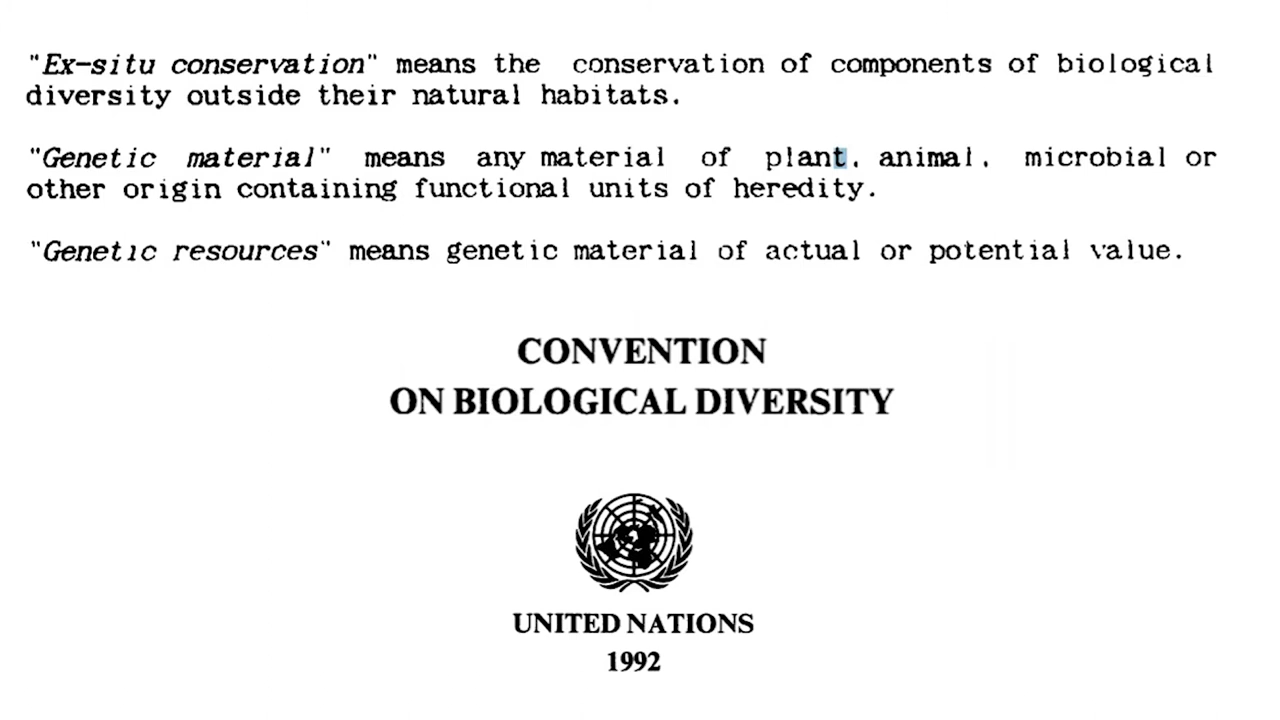 "Ex-situ conservation" means the conservation of components of biological
diversity outside their natural habitats.
"Genetic material" means any material of plant, animal, microbial or
other origin containing functional units of heredity.
"Genetic resources" means genetic material of actual or potential value.
CONVENTION
ON BIOLOGICAL DIVERSITY
UNITED NATIONS
1992